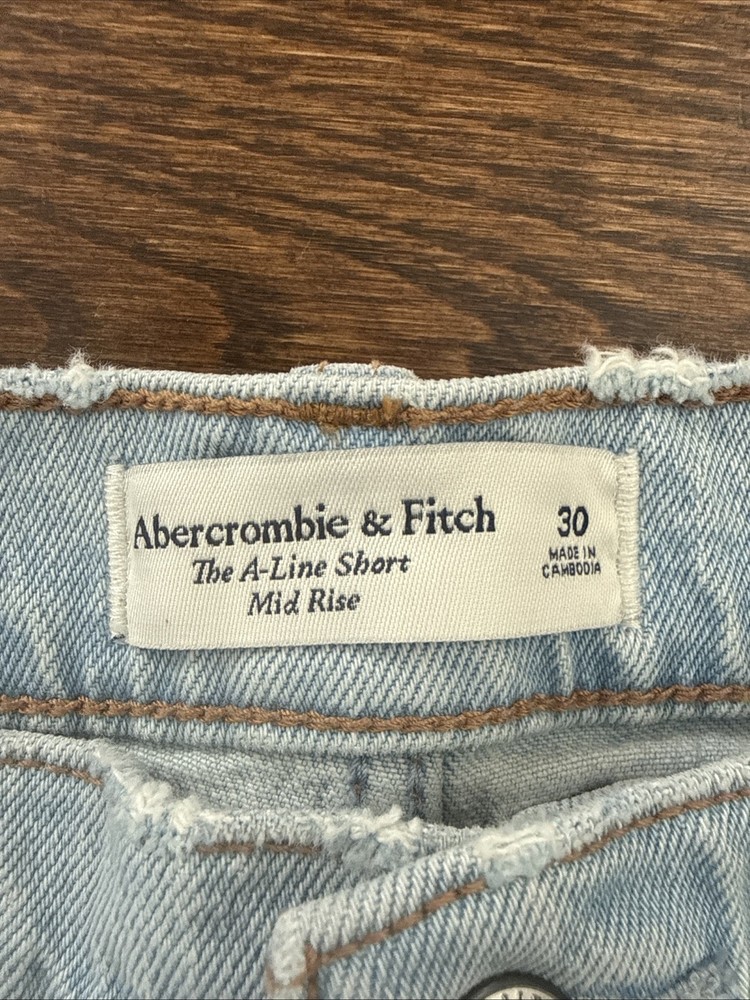 Abercrombie & Fitch
The A-Line Short
Mid Rise
30
MADE IN
CAMBODIA